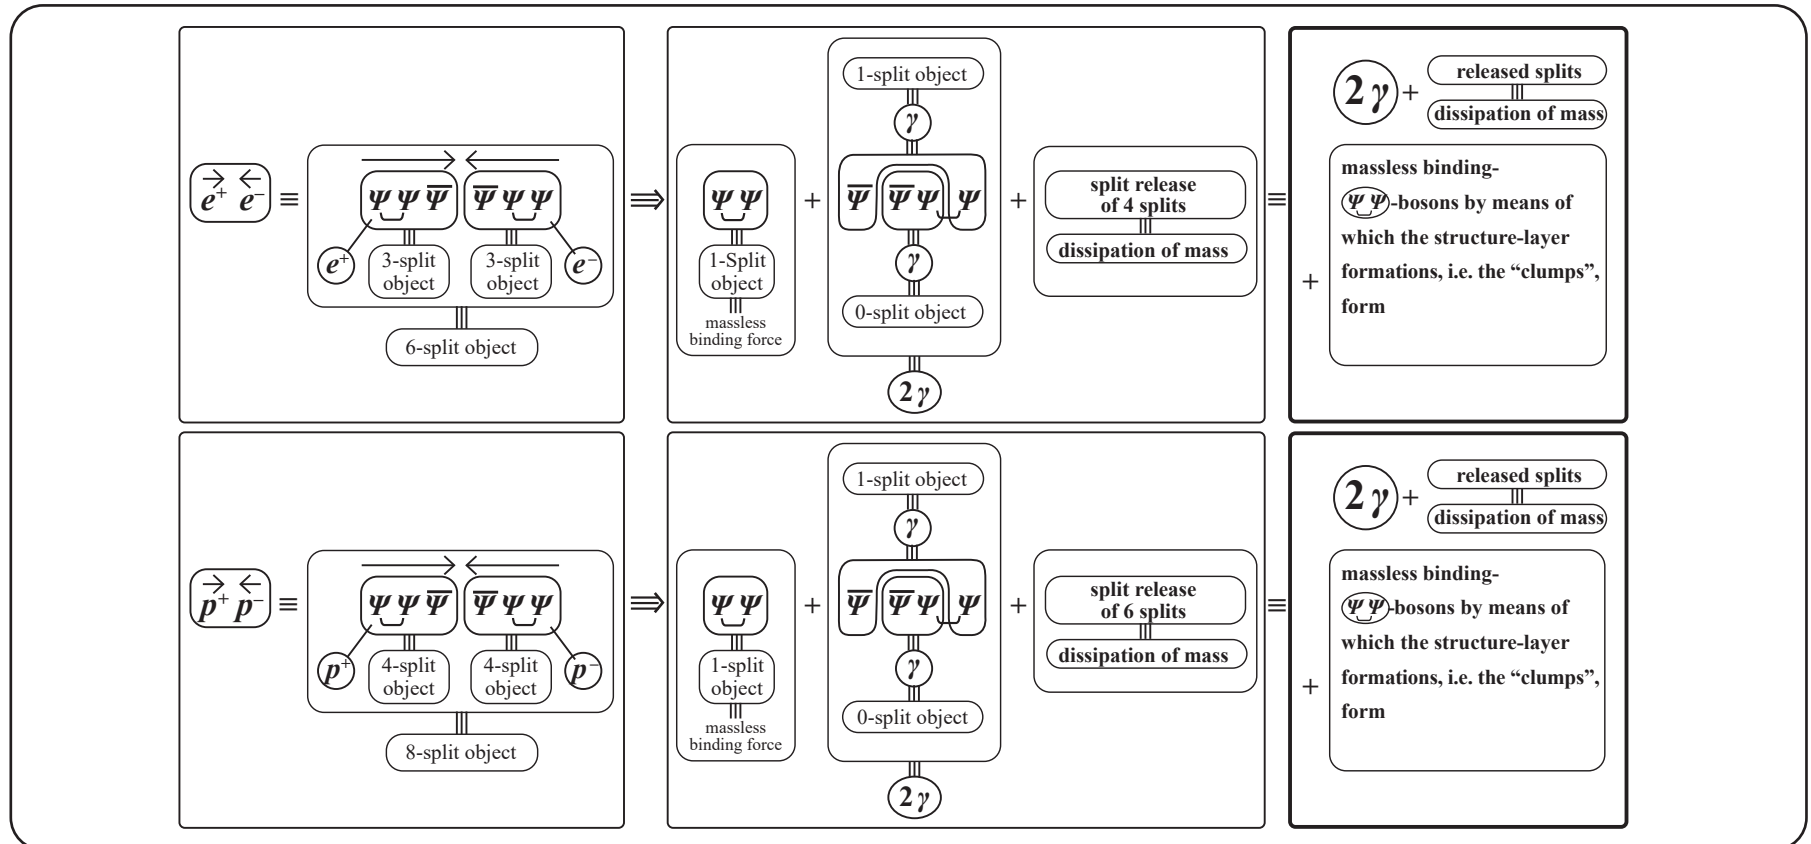 e⁺ e⁻ ≡
Ψ Ψ Ψ̅ Ψ̅ Ψ Ψ
e⁺
3-split
object
3-split
object
e⁻
6-split object
⇒
Ψ Ψ
1-Split
object
massless
binding force
+
1-split object
γ
Ψ̅ Ψ̅ Ψ Ψ
γ
0-split object
2γ
+
split release
of 4 splits
dissipation of mass
≡
2γ +
released splits
dissipation of mass
+
massless binding-
ΨΨ-bosons by means of
which the structure-layer
formations, i.e. the “clumps”,
form
p⁺ p⁻ ≡
Ψ Ψ Ψ̅ Ψ̅ Ψ Ψ
p⁺
4-split
object
4-split
object
p⁻
8-split object
⇒
Ψ Ψ
1-split
object
massless
binding force
+
1-split object
γ
Ψ̅ Ψ̅ Ψ Ψ
γ
0-split object
2γ
+
split release
of 6 splits
dissipation of mass
≡
2γ +
released splits
dissipation of mass
+
massless binding-
ΨΨ-bosons by means of
which the structure-layer
formations, i.e. the “clumps”,
form